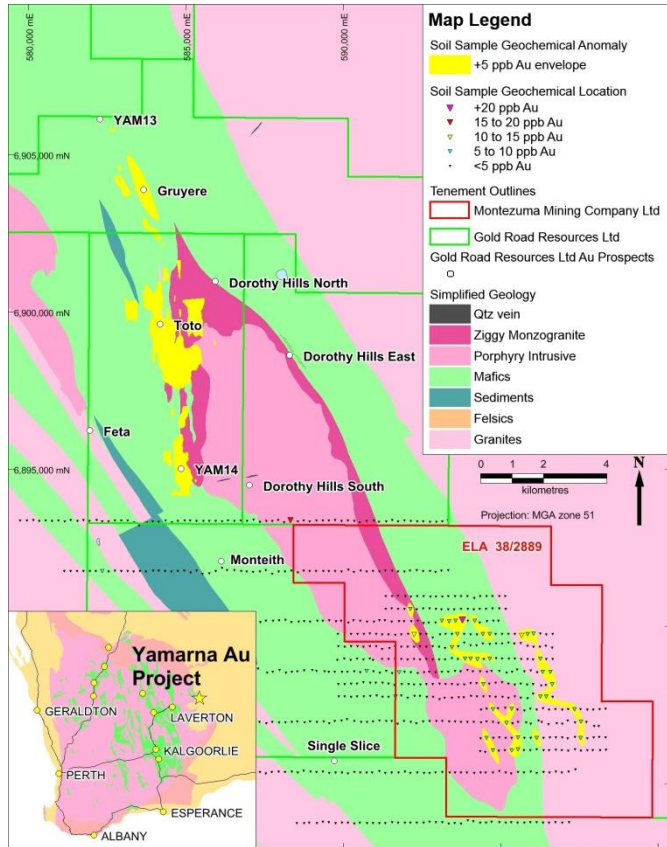 580,000 mE
585,000 mE
590,000 mE
6,905,000 mN
6,900,000 mN
6,895,000 mN
YAM13
Gruyere
Dorothy Hills North
Toto
Dorothy Hills East
Feta
YAM14
Dorothy Hills South
Monteith
ELA 38/2889
Single Slice
Map Legend
Soil Sample Geochemical Anomaly
+5 ppb Au envelope
Soil Sample Geochemical Location
+20 ppb Au
15 to 20 ppb Au
10 to 15 ppb Au
5 to 10 ppb Au
<5 ppb Au
Tenement Outlines
Montezuma Mining Company Ltd
Gold Road Resources Ltd
Gold Road Resources Ltd Au Prospects
Simplified Geology
Qtz vein
Ziggy Monzogranite
Porphyry Intrusive
Mafics
Sediments
Felsics
Granites
0 1 2 4
kilometres
N
Projection: MGA zone 51
Yamarna Au
Project
GERALDTON
LAVERTON
KALGOORLIE
PERTH
ESPERANCE
ALBANY